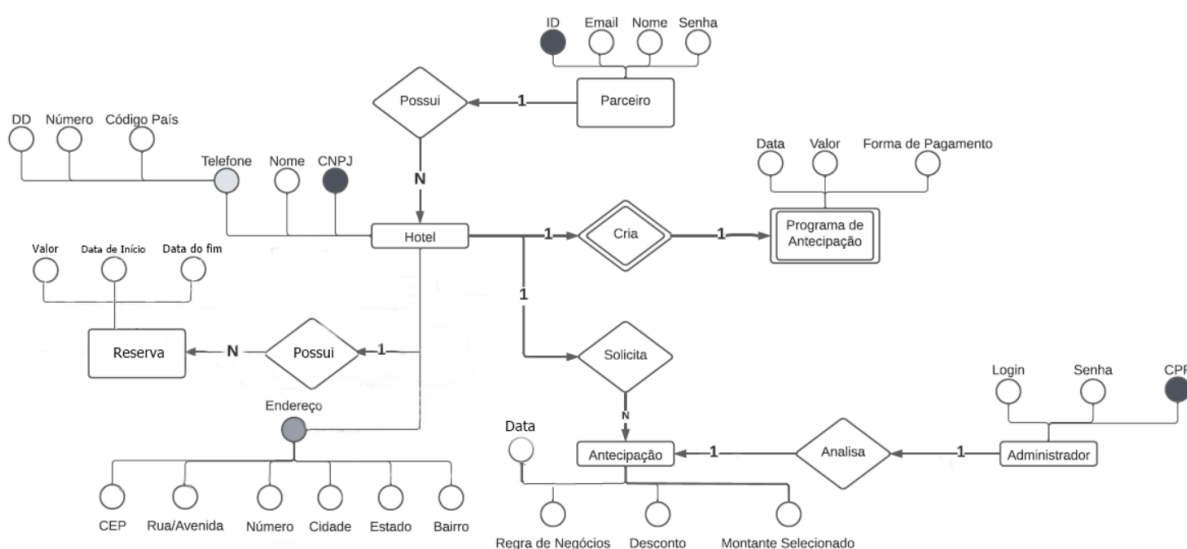 ID
Email
Nome
Senha
Possui
1
Parceiro
DD
Número
Código País
Telefone
Nome
CNPJ
N
Data
Valor
Forma de Pagamento
Hotel
1
Cria
1
Programa de
Antecipação
Valor
Data de Início
Data do fim
1
Reserva
N
Possui
1
Solicita
Endereço
N
Login
Senha
CPF
Data
Antecipação
1
Analisa
1
Administrador
CEP
Rua/Avenida
Número
Cidade
Estado
Bairro
Regra de Negócios
Desconto
Montante Selecionado